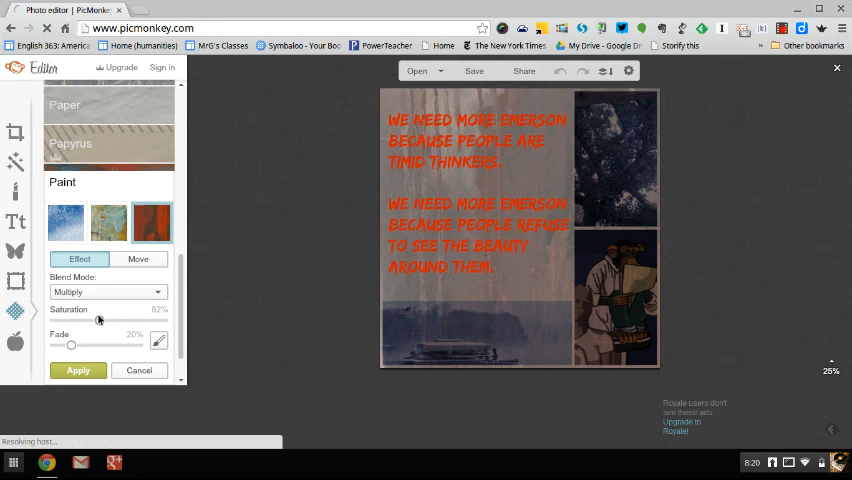 Photo editor | PicMonkey
www.picmonkey.com
English 363: America
Home (humanities)
MrG's Classes
Symbaloo - Your Boo
PowerTeacher
Home
The New York Times
My Drive - Google Dr
Storify this
»
Other bookmarks
Editor
Upgrade
Sign in
Open
Save
Share
Paper
Papyrus
Paint
Effect
Move
Blend Mode:
Multiply
Saturation 82%
Fade 20%
Apply
Cancel
WE NEED MORE EMERSON
BECAUSE PEOPLE ARE
TIMID THINKERS.
WE NEED MORE EMERSON
BECAUSE PEOPLE REFUSE
TO SEE THE BEAUTY
AROUND THEM.
25%
Royale users don't
see these ads.
Upgrade to
Royale!
Resolving host...
8:20